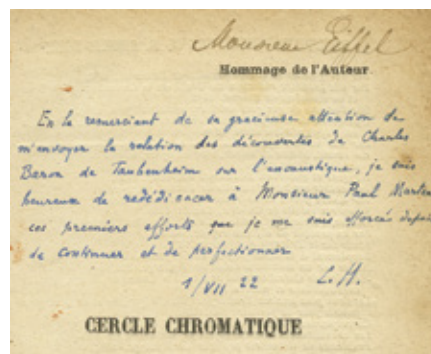 Monsieur Eiffel
Hommage de l'Auteur
En le remerciant de sa gracieuse attention de
m'envoyer la relation des découvertes de Charles
Baron de Taubenheim sur l'encaustique, je suis
heureux de redédicacer à Monsieur Paul Marteau
ces premiers efforts que je me suis efforcé depuis
de continuer et de perfectionner
1/VII 22 C.H.
CERCLE CHROMATIQUE